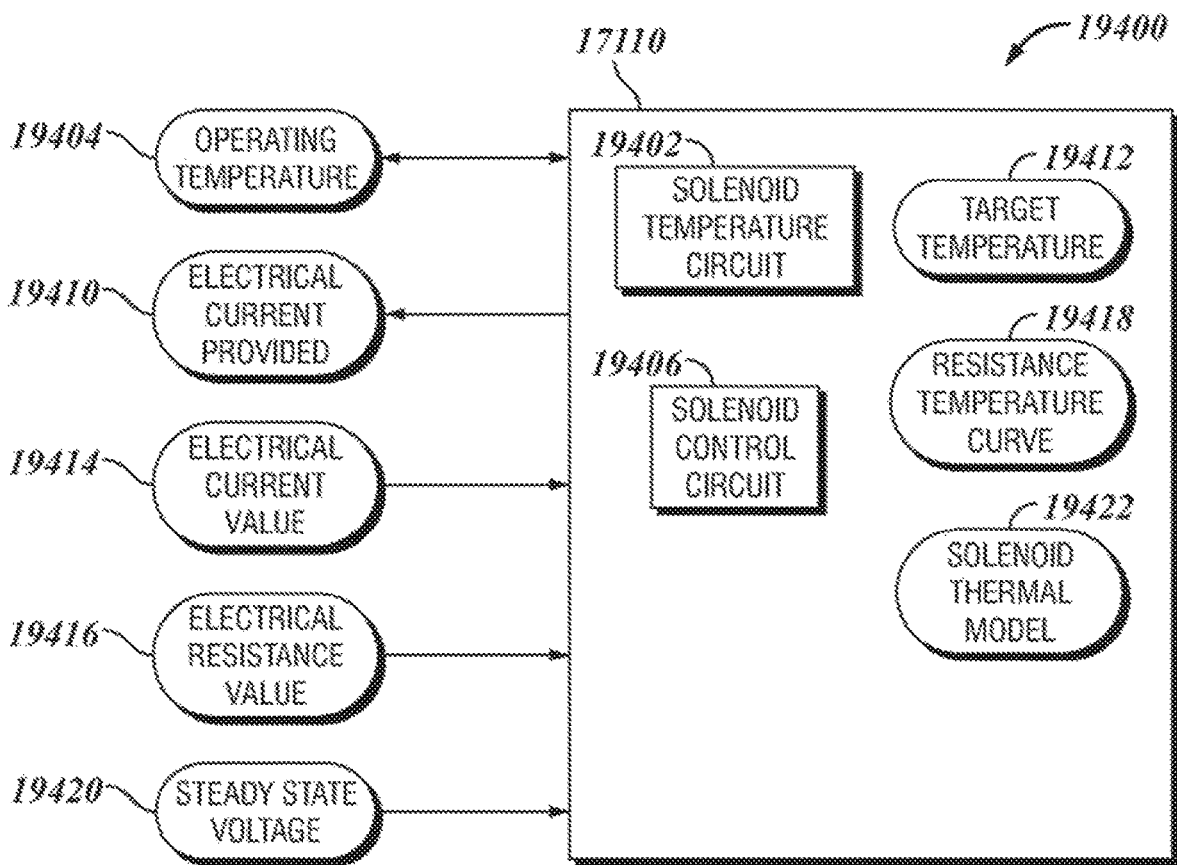 19400
17110
19404
OPERATING
TEMPERATURE
19402
SOLENOID
TEMPERATURE
CIRCUIT
19412
TARGET
TEMPERATURE
19410
ELECTRICAL
CURRENT
PROVIDED
19418
RESISTANCE
TEMPERATURE
CURVE
19406
SOLENOID
CONTROL
CIRCUIT
19414
ELECTRICAL
CURRENT
VALUE
19422
SOLENOID
THERMAL
MODEL
19416
ELECTRICAL
RESISTANCE
VALUE
19420
STEADY STATE
VOLTAGE